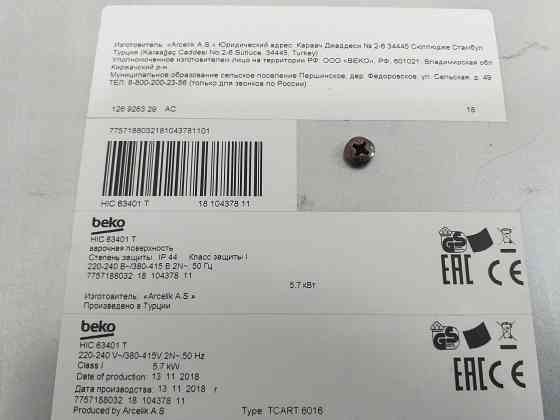 Изготовитель: «Arcelik A.S.» Юридический адрес: Караач Джаддеси № 2-6 34445 Сютлюдже Стамбул
Турция (Karaağaç Caddesi No:2-6 Sütlüce, 34445, Turkey)
Уполномоченное изготовителем лицо на территории РФ: ООО «БЕКО», РФ, 601021, Владимирская обл
Киржачский р-н
Муниципальное образование сельское поселение Першинское, дер. Федоровское, ул. Сельская, д. 49
ТЕЛ: 8-800-200-23-56 (только для звонков по России)
126 9263 29 AC 16
7757188032181043781101
HIC 63401 T 18 104378 11
beko
HIC 63401 T
варочная поверхность
Степень защиты: IP 44 Класс защиты I
220-240 В~/380-415 В 2N~, 50 Гц
7757188032 18 104378 11
5.7 кВт
Изготовитель: «Arcelik A.S.»
Произведено в Турции
GS
EAC CE
beko
HIC 63401 T
220-240 V~/380-415V 2N~, 50 Hz
Class I 5,7 kW
Date of production: 13 11 2018
Дата производства: 13 11 2018 г
7757188032 18 104378 11
Produced by Arcelik A.S Type: TCART 6016
GS
EAC CE